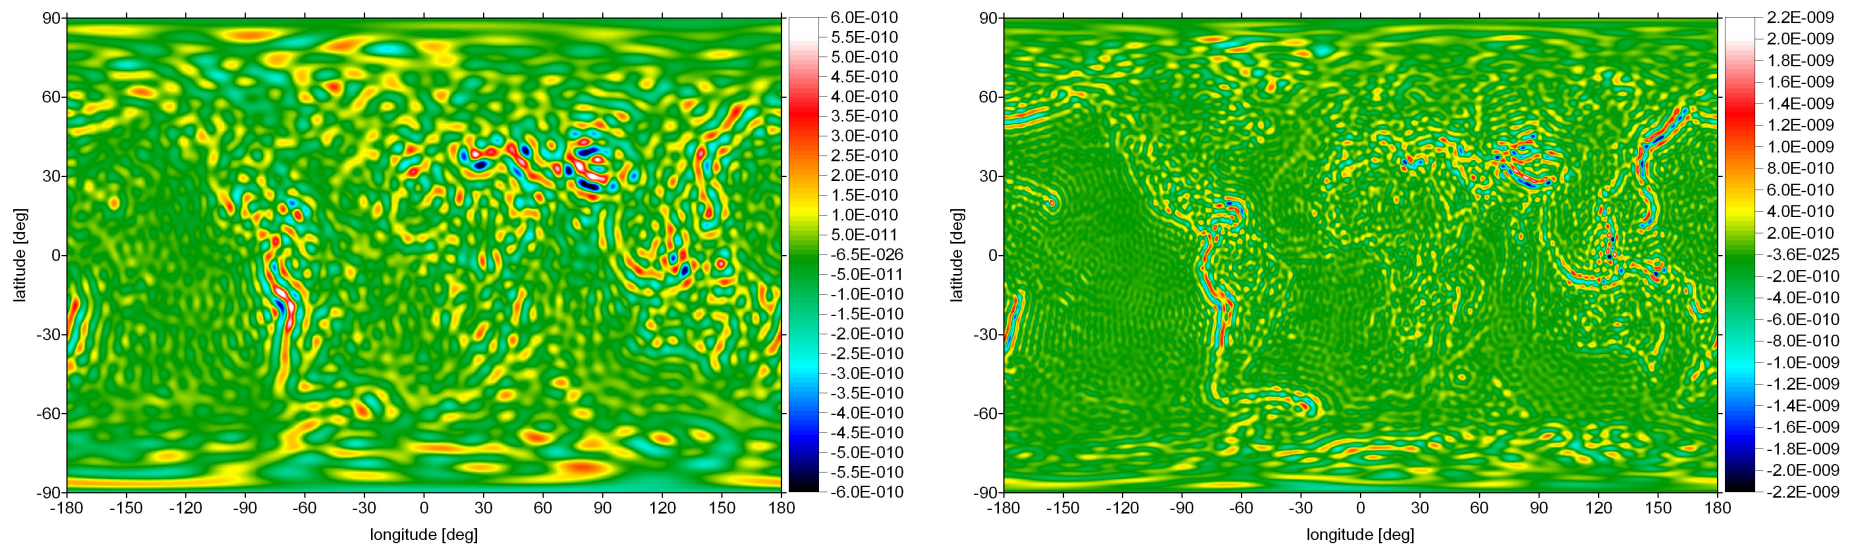 90
60
30
0
-30
-60
-90
latitude [deg]
-180 -150 -120 -90 -60 -30 0 30 60 90 120 150 180
longitude [deg]
6.0E-010
5.5E-010
5.0E-010
4.5E-010
4.0E-010
3.5E-010
3.0E-010
2.5E-010
2.0E-010
1.5E-010
1.0E-010
5.0E-011
-6.5E-026
-5.0E-011
-1.0E-010
-1.5E-010
-2.0E-010
-2.5E-010
-3.0E-010
-3.5E-010
-4.0E-010
-4.5E-010
-5.0E-010
-5.5E-010
-6.0E-010
90
60
30
0
-30
-60
-90
latitude [deg]
-180 -150 -120 -90 -60 -30 0 30 60 90 120 150 180
longitude [deg]
2.2E-009
2.0E-009
1.8E-009
1.6E-009
1.4E-009
1.2E-009
1.0E-009
8.0E-010
6.0E-010
4.0E-010
2.0E-010
-3.6E-025
-2.0E-010
-4.0E-010
-6.0E-010
-8.0E-010
-1.0E-009
-1.2E-009
-1.4E-009
-1.6E-009
-1.8E-009
-2.0E-009
-2.2E-009